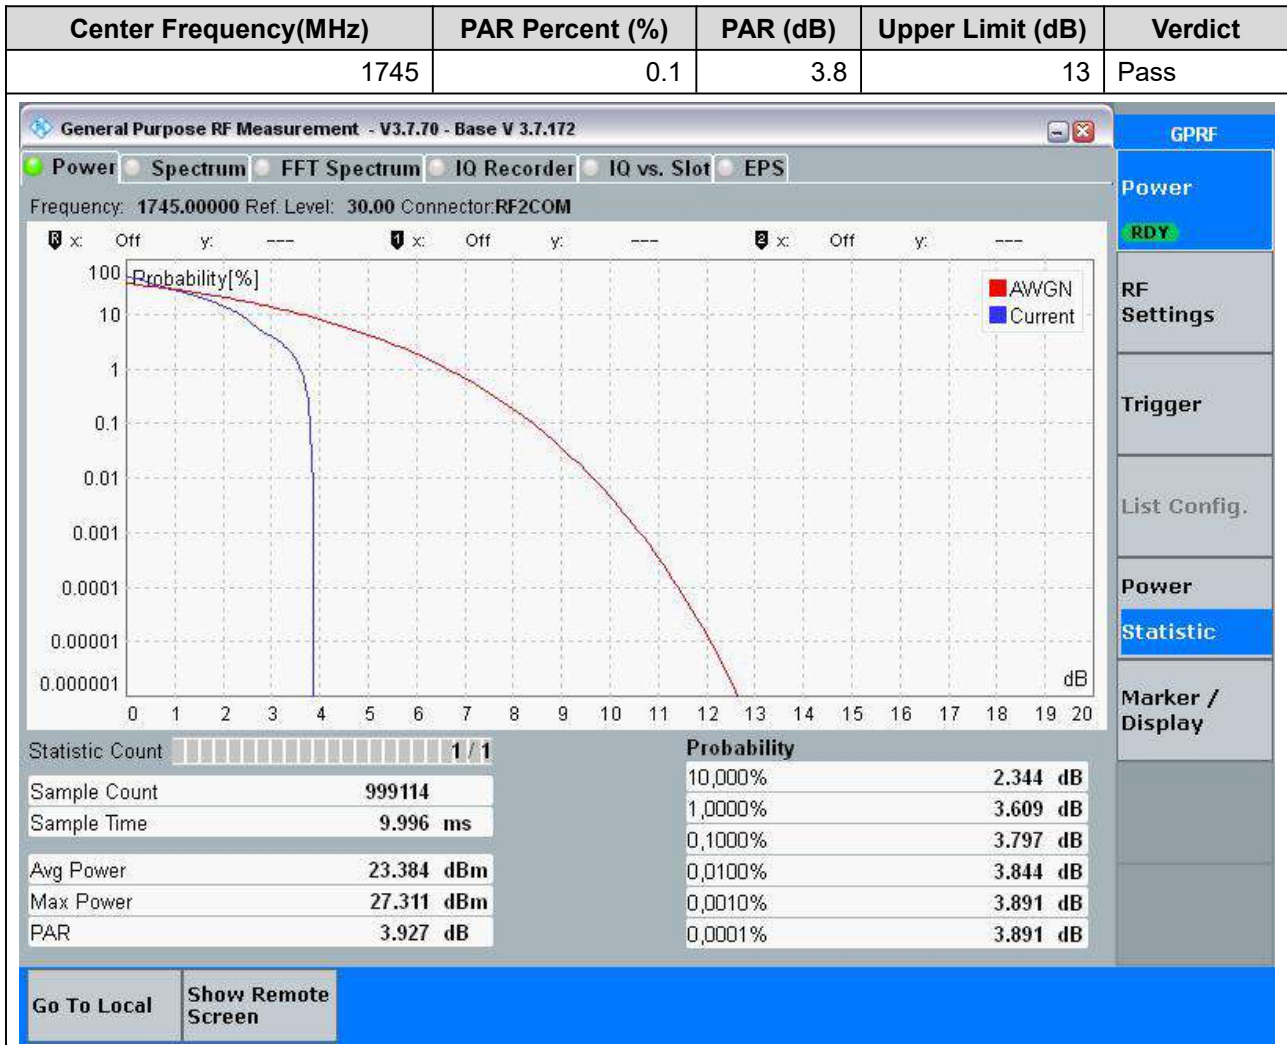 Center Frequency(MHz) PAR Percent (%) PAR (dB) Upper Limit (dB) Verdict
1745 0.1 3.8 13 Pass
General Purpose RF Measurement - V3.7.70 - Base V 3.7.172
GPRF
Power Spectrum FFT Spectrum IQ Recorder IQ vs. Slot EPS
Frequency: 1745.00000 Ref. Level: 30.00 Connector:RF2COM
R x: Off y: --- 1 x: Off y: --- 2 x: Off y: ---
Probability[%]
100
10
1
0.1
0.01
0.001
0.0001
0.00001
0.000001
AWGN
Current
dB
0 1 2 3 4 5 6 7 8 9 10 11 12 13 14 15 16 17 18 19 20
Statistic Count 1 / 1
Sample Count 999114
Sample Time 9.996 ms
Avg Power 23.384 dBm
Max Power 27.311 dBm
PAR 3.927 dB
Probability
10,000% 2.344 dB
1,0000% 3.609 dB
0,1000% 3.797 dB
0,0100% 3.844 dB
0,0010% 3.891 dB
0,0001% 3.891 dB
Power
RDY
RF
Settings
Trigger
List Config.
Power
Statistic
Marker /
Display
Go To Local
Show Remote
Screen